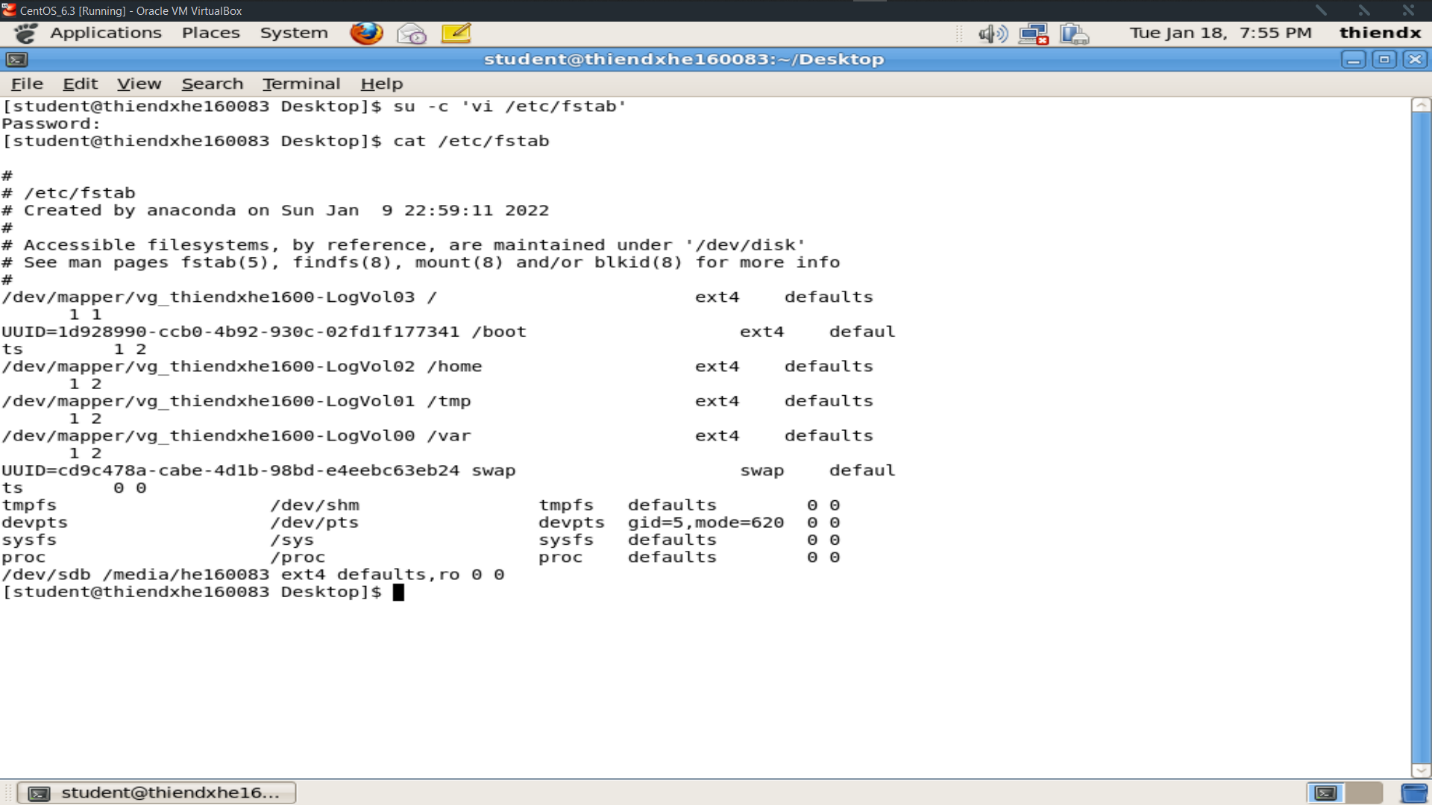 CentOS_6.3 [Running] - Oracle VM VirtualBox
Applications Places System Tue Jan 18, 7:55 PM thiendx
student@thiendxhe160083:~/Desktop
File Edit View Search Terminal Help
[student@thiendxhe160083 Desktop]$ su -c 'vi /etc/fstab'
Password:
[student@thiendxhe160083 Desktop]$ cat /etc/fstab
#
# /etc/fstab
# Created by anaconda on Sun Jan  9 22:59:11 2022
#
# Accessible filesystems, by reference, are maintained under '/dev/disk'
# See man pages fstab(5), findfs(8), mount(8) and/or blkid(8) for more info
#
/dev/mapper/vg_thiendxhe1600-LogVol03 /                       ext4    defaults
      1 1
UUID=1d928990-ccb0-4b92-930c-02fd1f177341 /boot                   ext4    defaul
ts        1 2
/dev/mapper/vg_thiendxhe1600-LogVol02 /home                   ext4    defaults
      1 2
/dev/mapper/vg_thiendxhe1600-LogVol01 /tmp                    ext4    defaults
      1 2
/dev/mapper/vg_thiendxhe1600-LogVol00 /var                    ext4    defaults
      1 2
UUID=cd9c478a-cabe-4d1b-98bd-e4eebc63eb24 swap                    swap    defaul
ts        0 0
tmpfs                   /dev/shm                tmpfs   defaults        0 0
devpts                  /dev/pts                devpts  gid=5,mode=620  0 0
sysfs                   /sys                    sysfs   defaults        0 0
proc                    /proc                   proc    defaults        0 0
/dev/sdb /media/he160083 ext4 defaults,ro 0 0
[student@thiendxhe160083 Desktop]$
student@thiendxhe16...